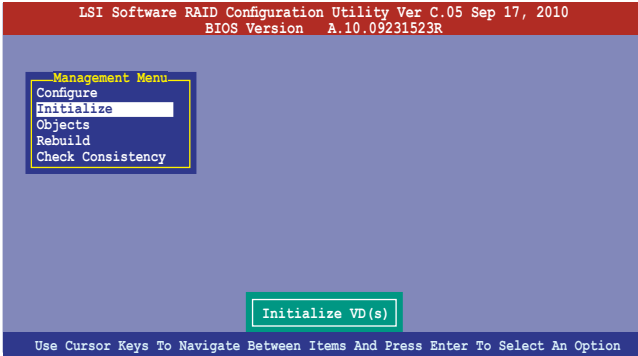 LSI Software RAID Configuration Utility Ver C.05 Sep 17, 2010
BIOS Version A.10.09231523R
Management Menu
Configure
Initialize
Objects
Rebuild
Check Consistency
Initialize VD(s)
Use Cursor Keys To Navigate Between Items And Press Enter To Select An Option